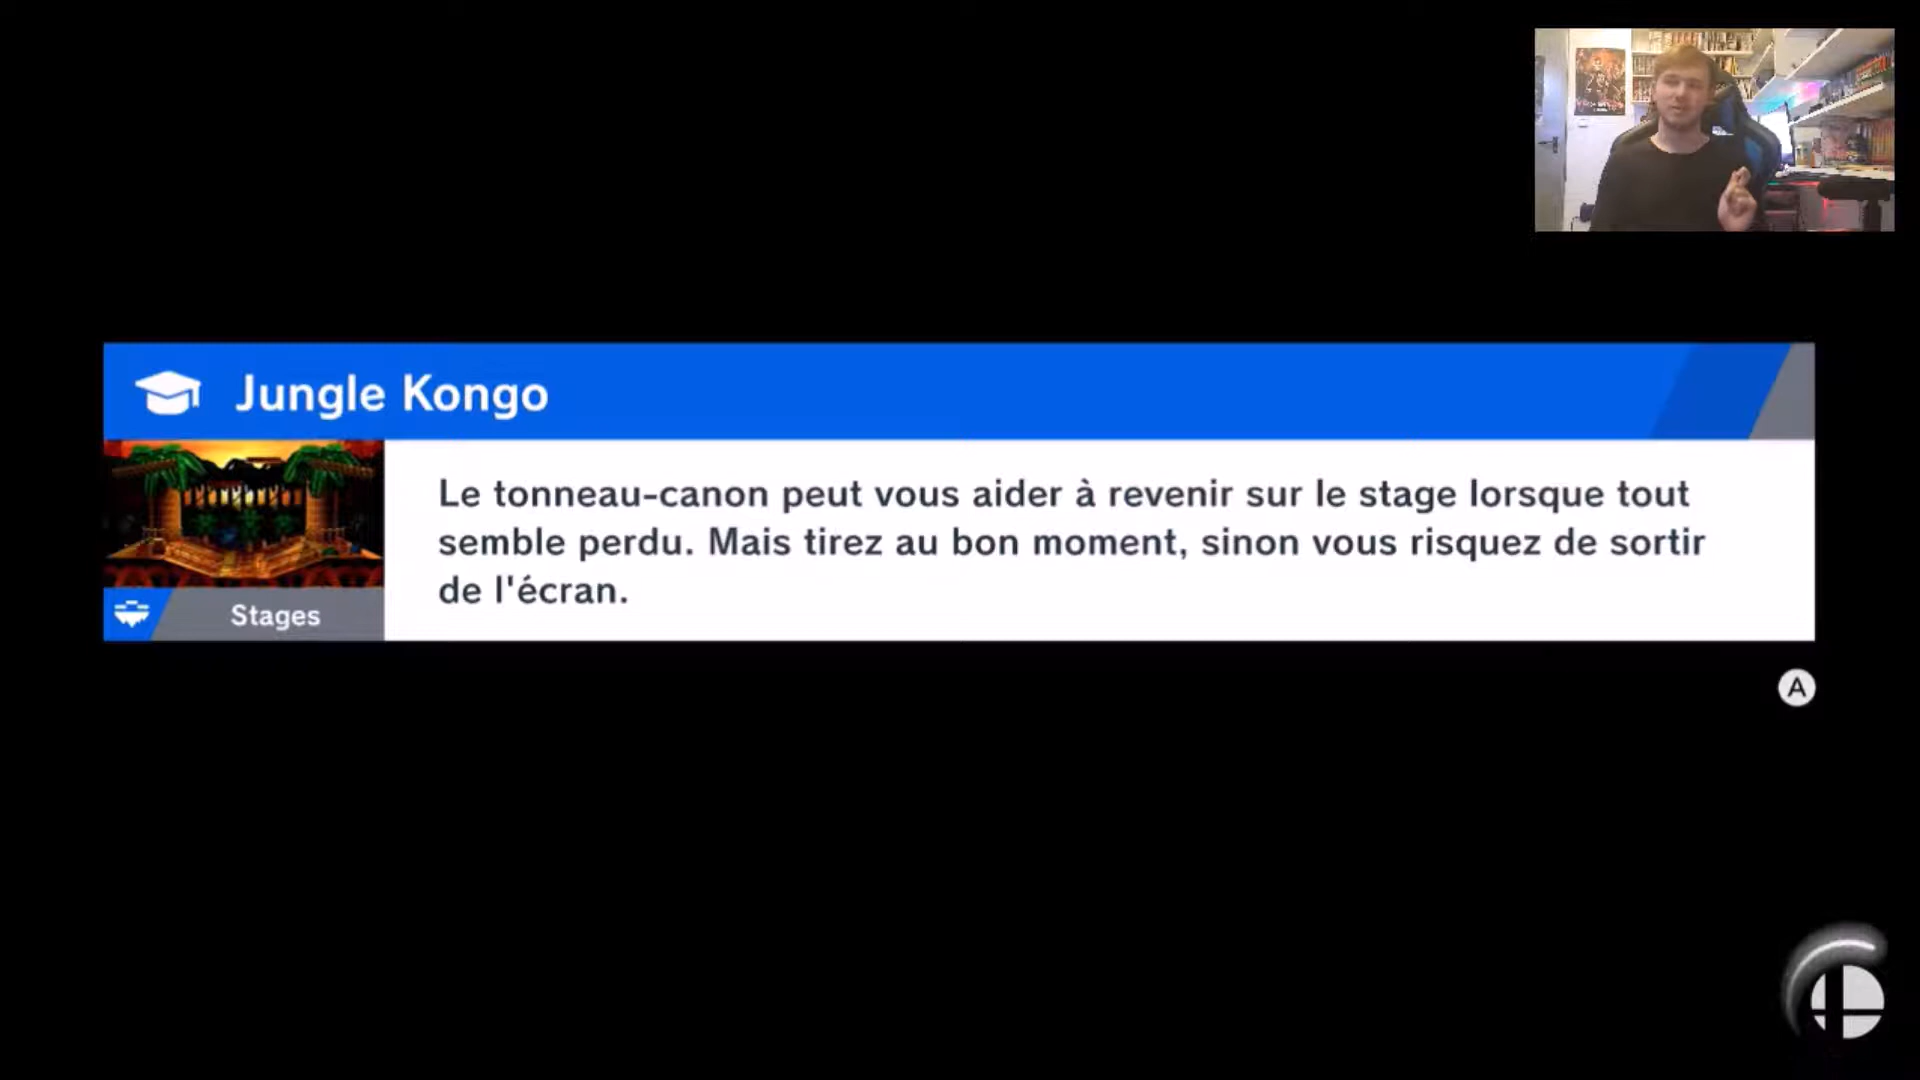 Jungle Kongo
Le tonneau-canon peut vous aider à revenir sur le stage lorsque tout
semble perdu. Mais tirez au bon moment, sinon vous risquez de sortir
de l'écran.
Stages
A